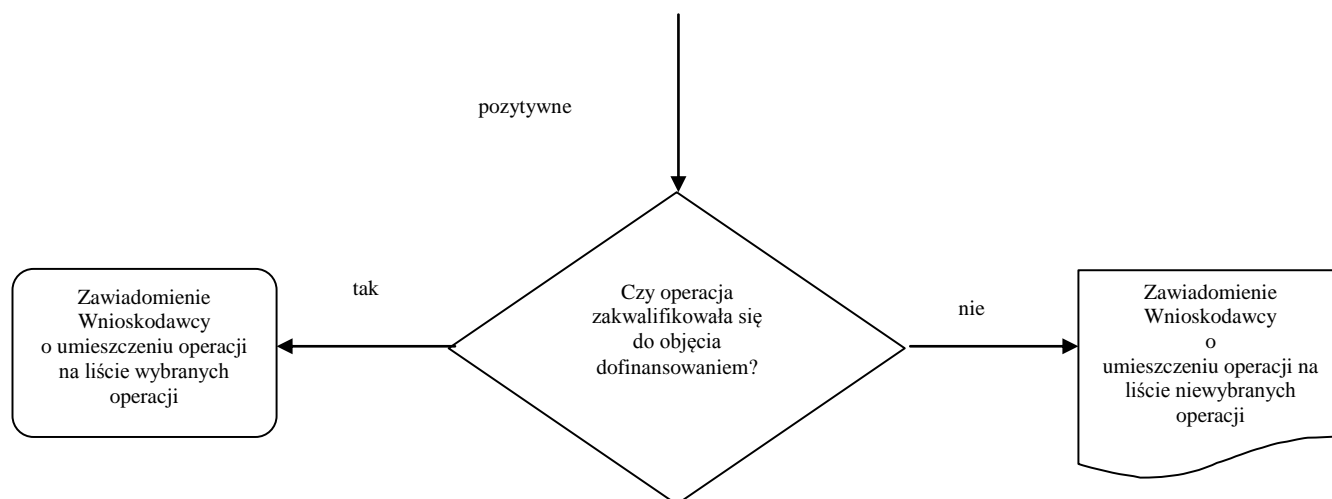 pozytywne
Zawiadomienie
Wnioskodawcy
o umieszczeniu operacji
na liście wybranych
operacji
tak
Czy operacja
zakwalifikowała się
do objęcia
dofinansowaniem?
nie
Zawiadomienie
Wnioskodawcy
o
umieszczeniu operacji na
liście niewybranych
operacji